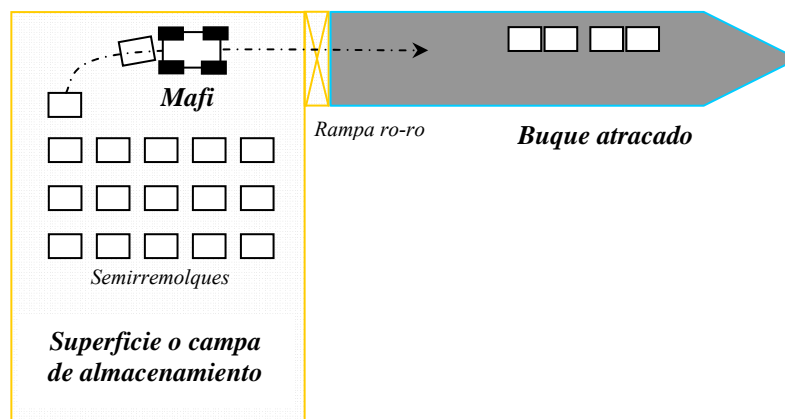 Mafi
Rampa ro-ro
Buque atracado
Semirremolques
Superficie o campa
de almacenamiento